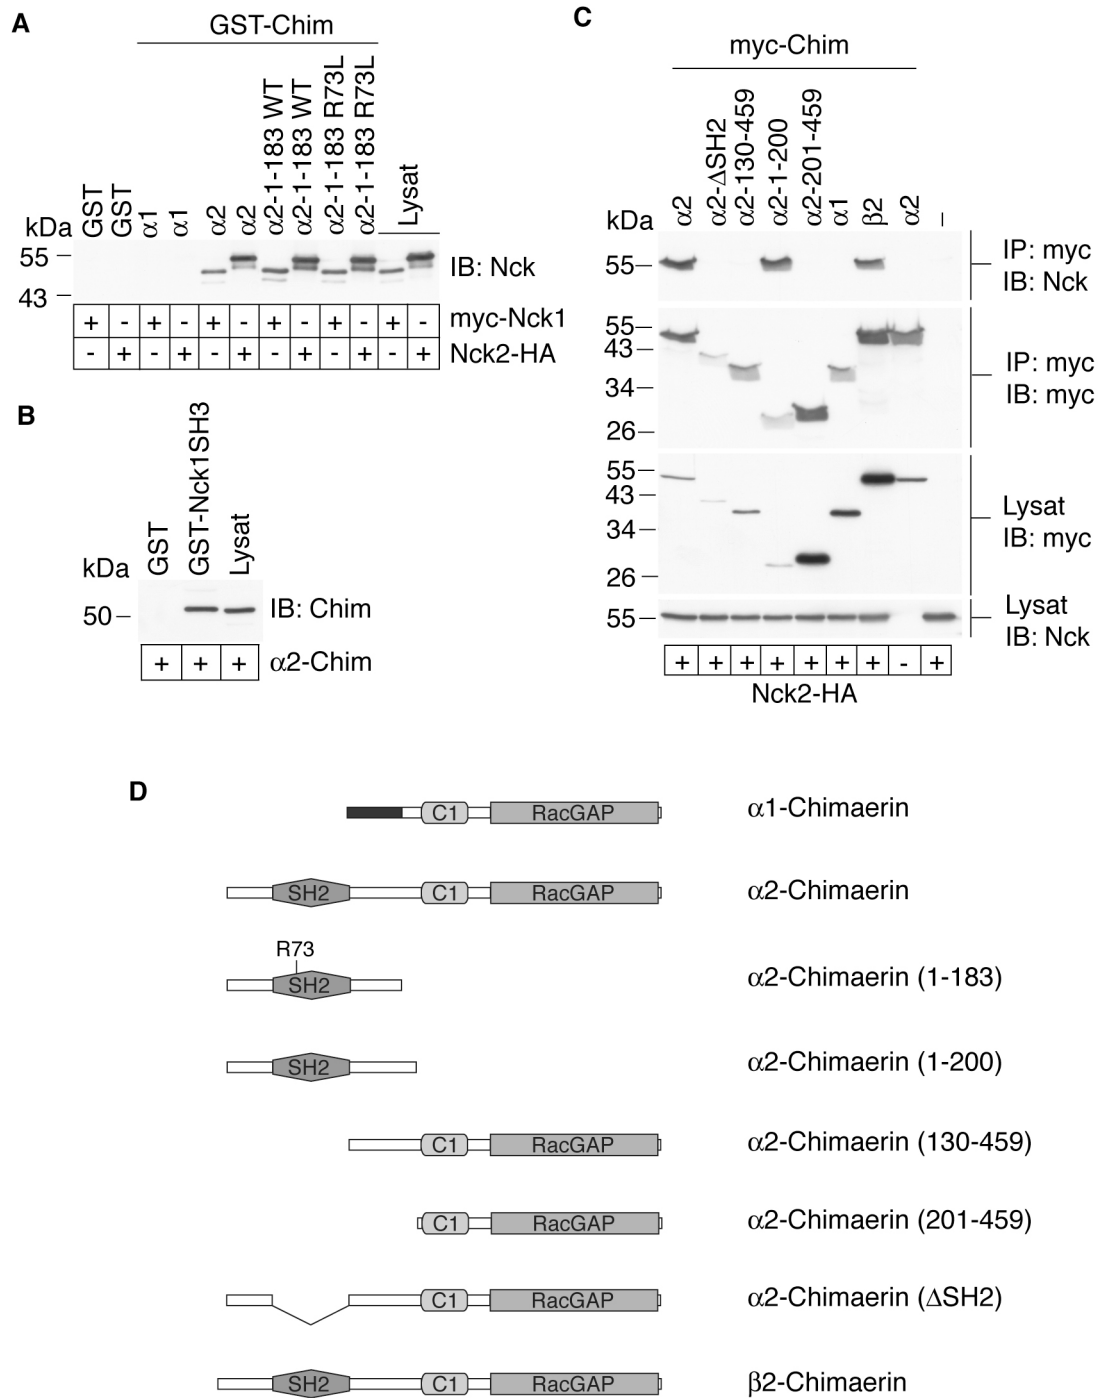 A
GST-Chim
GST
GST
α1
α1
α2
α2
α2-1-183 WT
α2-1-183 WT
α2-1-183 R73L
α2-1-183 R73L
Lysat
kDa
55
43
IB: Nck
+ - + - + - + - + - + - myc-Nck1
- + - + - + - + - + - + Nck2-HA
B
GST
GST-Nck1SH3
Lysat
kDa
50
IB: Chim
+ + + α2-Chim
C
myc-Chim
α2
α2-ΔSH2
α2-130-459
α2-1-200
α2-201-459
α1
β2
α2
–
kDa
55
IP: myc
IB: Nck
55
43
34
26
IP: myc
IB: myc
55
43
34
26
Lysat
IB: myc
55
Lysat
IB: Nck
+ + + + + + + - +
Nck2-HA
D
C1 RacGAP α1-Chimaerin
SH2 C1 RacGAP α2-Chimaerin
R73
SH2 α2-Chimaerin (1-183)
SH2 α2-Chimaerin (1-200)
C1 RacGAP α2-Chimaerin (130-459)
C1 RacGAP α2-Chimaerin (201-459)
C1 RacGAP α2-Chimaerin (ΔSH2)
SH2 C1 RacGAP β2-Chimaerin